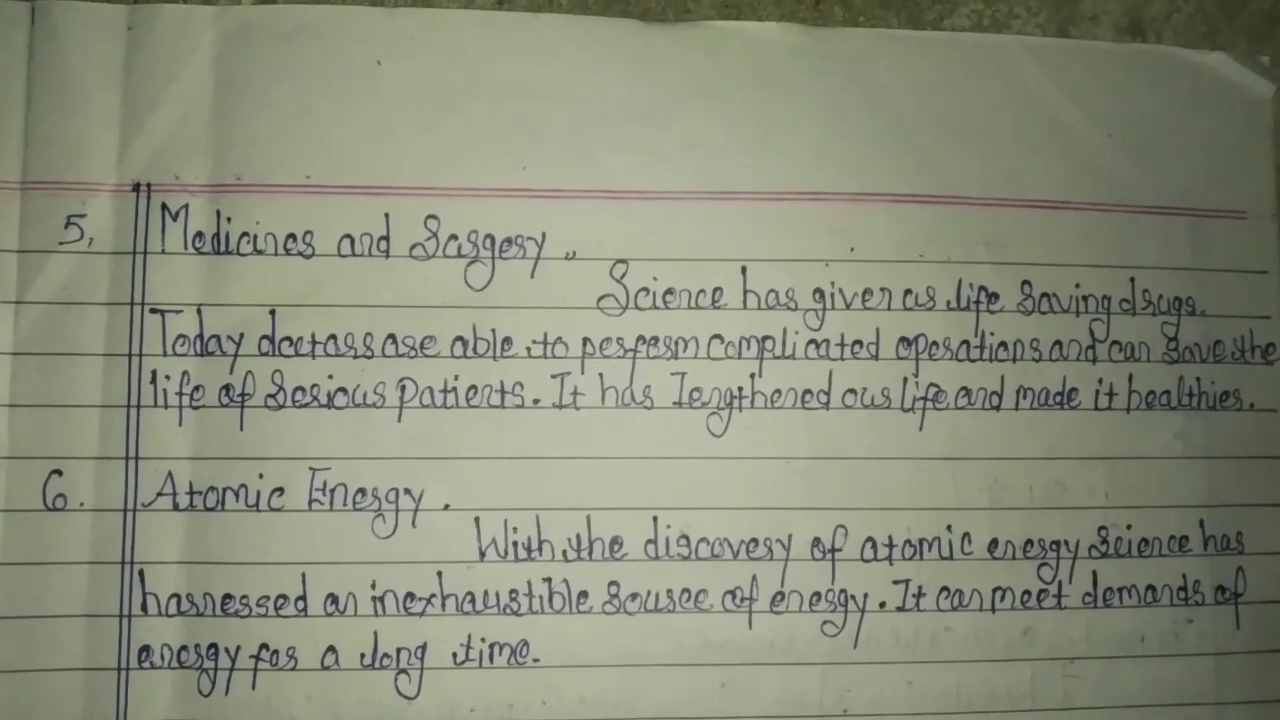 5. Medicines and Surgery.
Science has given us life saving drugs.
Today doctors are able to perform complicated operations and can save the
life of serious patients. It has lengthened our life and made it healthier.
6. Atomic Energy.
With the discovery of atomic energy science has
harnessed an inexhaustible source of energy. It can meet demands of
energy for a long time.